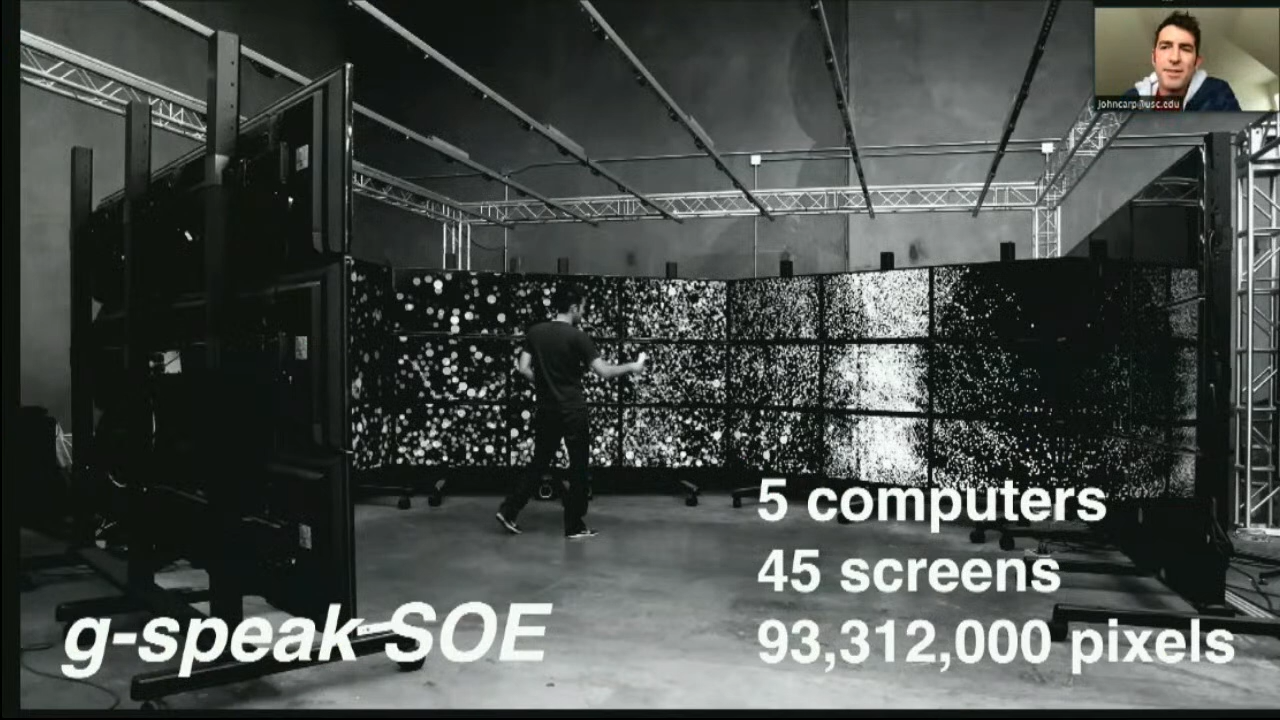 johncarp@usc.edu
5 computers
45 screens
93,312,000 pixels
g-speak SOE